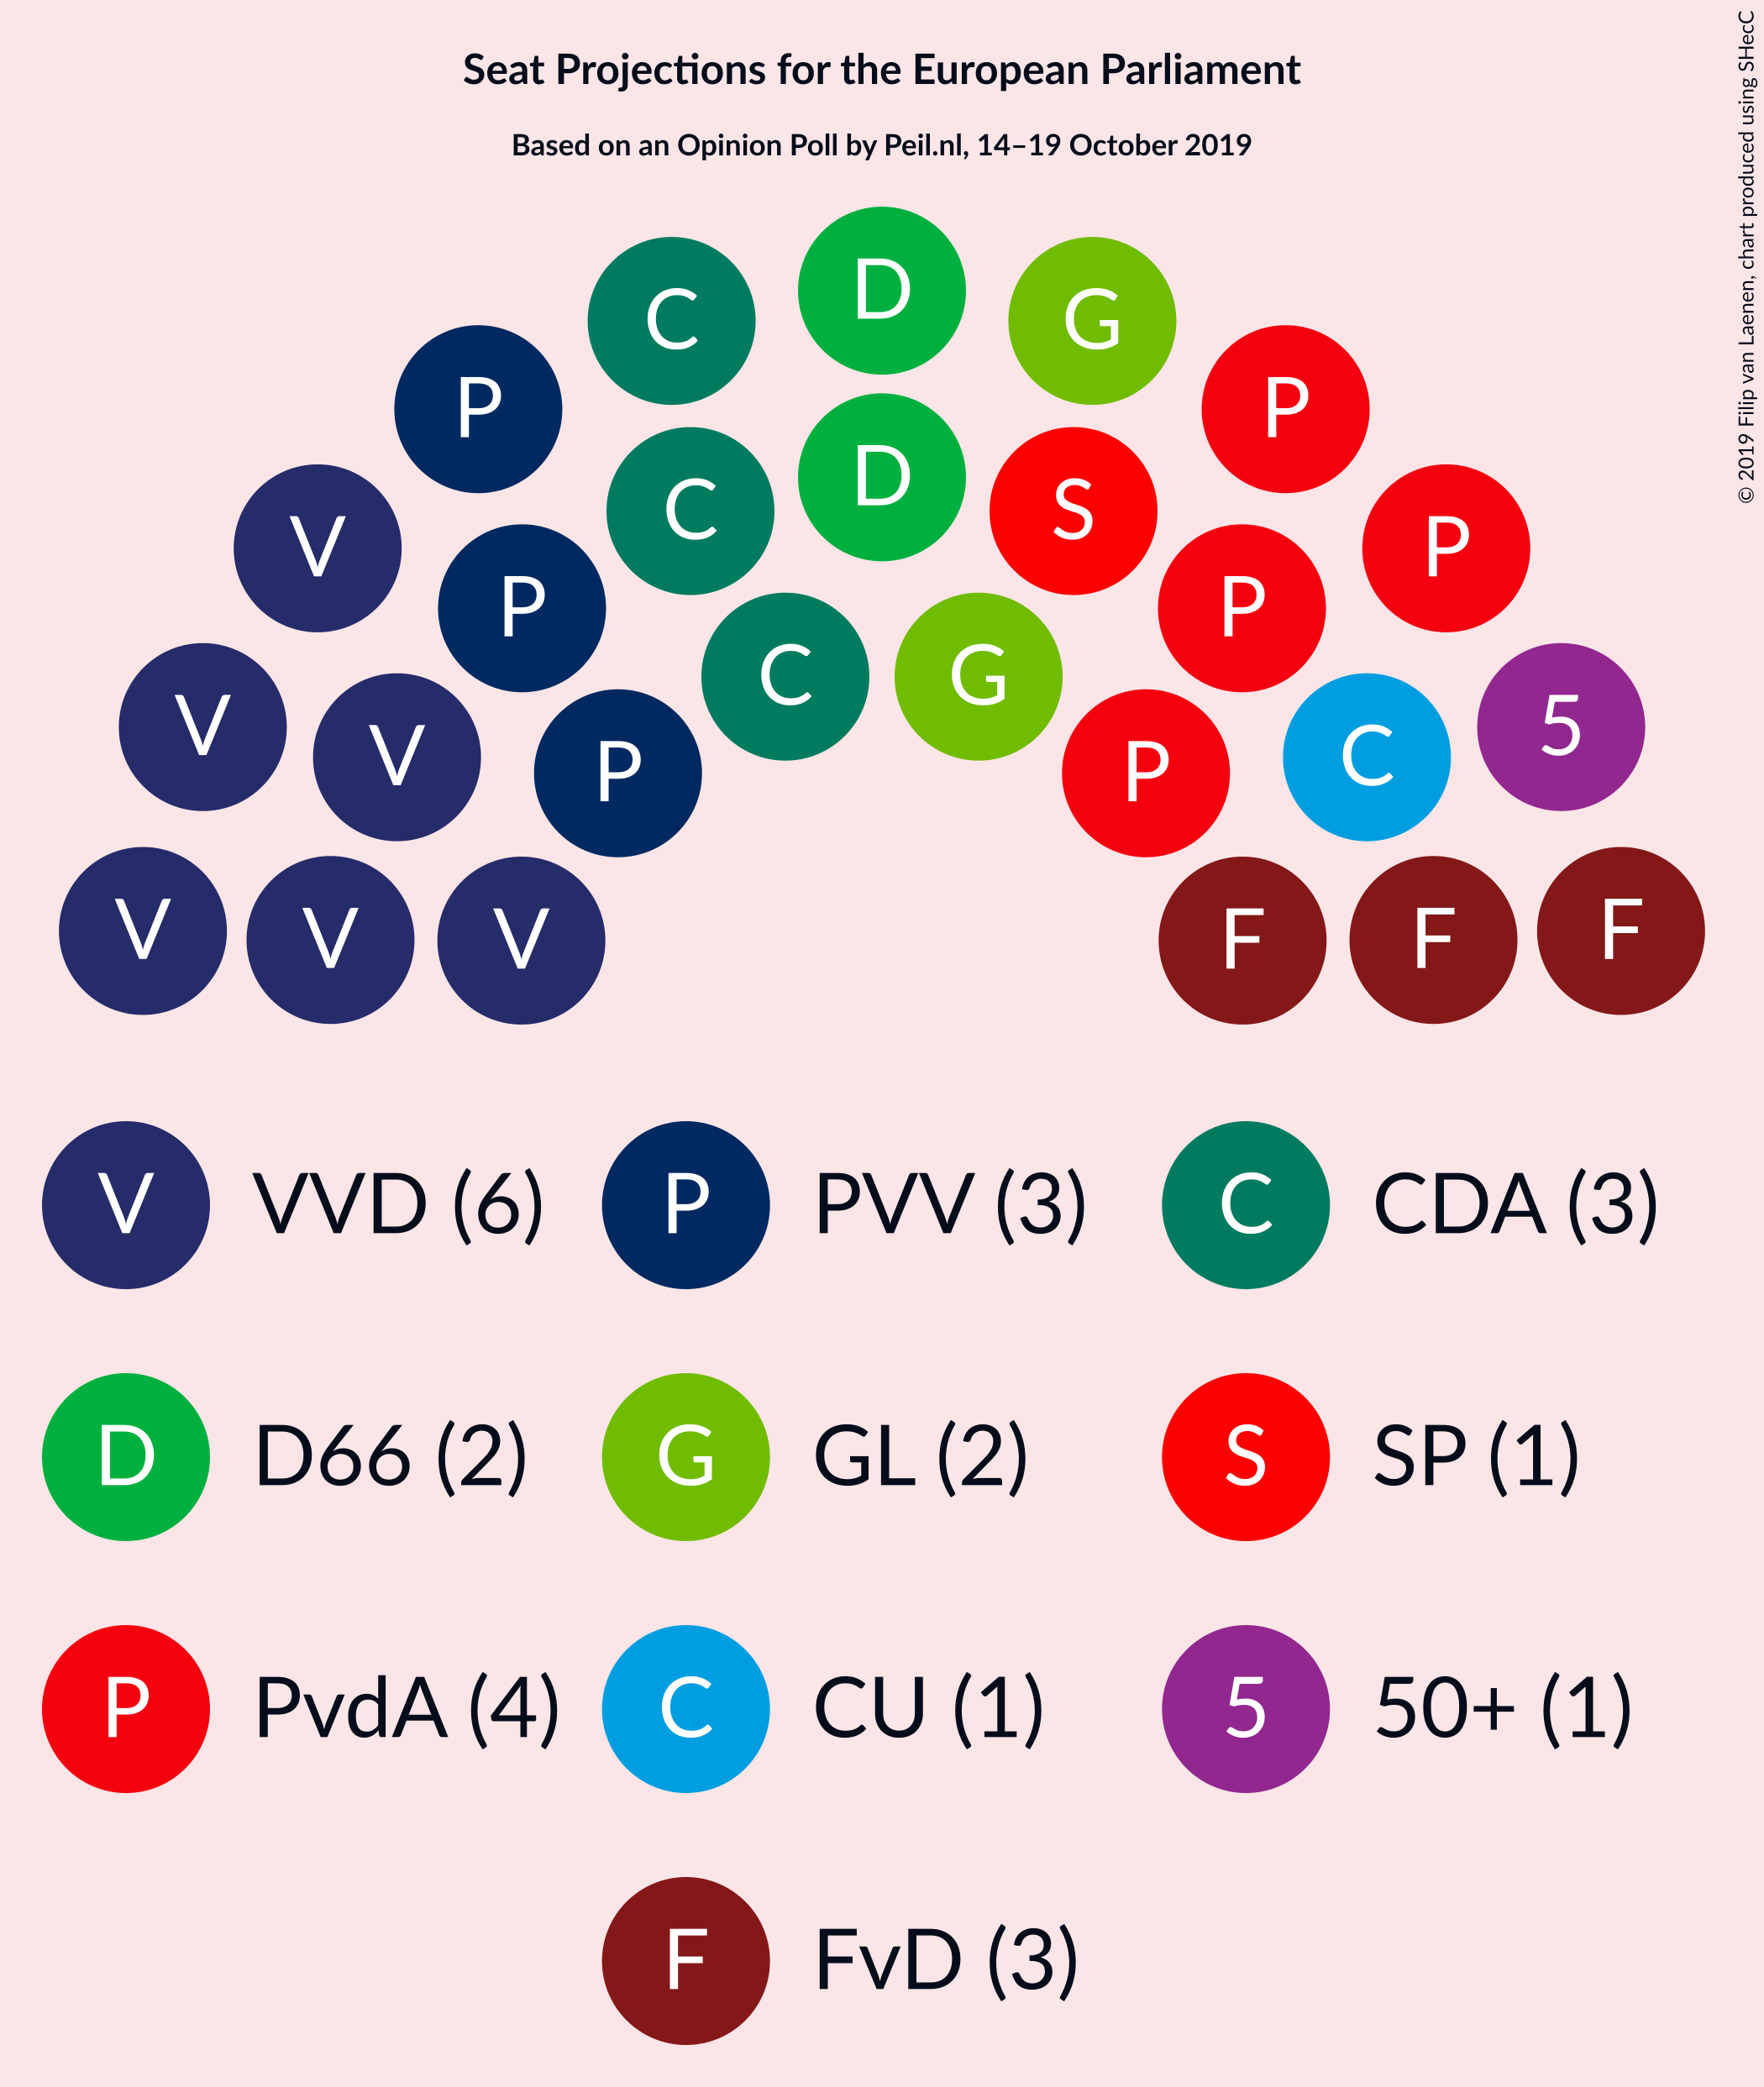 Seat Projections for the European Parliament
Based on an Opinion Poll by Peil.nl, 14–19 October 2019
© 2019 Filip van Laenen, chart produced using SHecC
D
C G
P P
D
C S
V P
P P
C G
V 5
V C
P P
V F
V F
V F
V VVD (6) P PVV (3) C CDA (3)
D D66 (2) G GL (2) S SP (1)
P PvdA (4) C CU (1) 5 50+ (1)
F FvD (3)